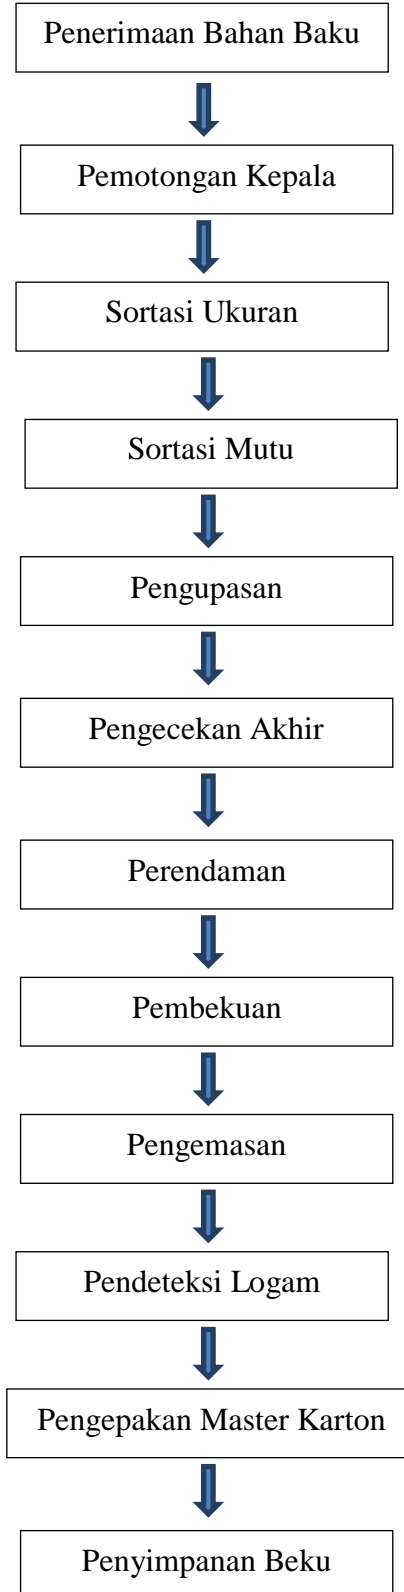 Penerimaan Bahan Baku
Pemotongan Kepala
Sortasi Ukuran
Sortasi Mutu
Pengupasan
Pengecekan Akhir
Perendaman
Pembekuan
Pengemasan
Pendeteksi Logam
Pengepakan Master Karton
Penyimpanan Beku